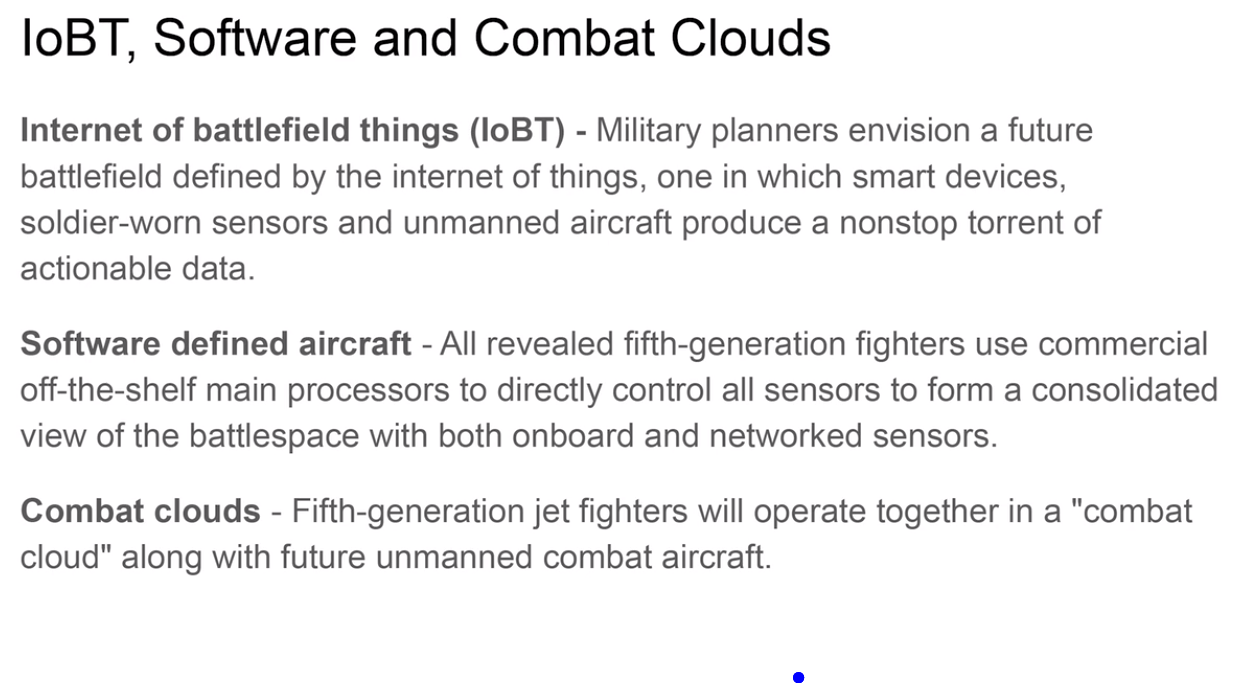 IoBT, Software and Combat Clouds
Internet of battlefield things (IoBT) - Military planners envision a future
battlefield defined by the internet of things, one in which smart devices,
soldier-worn sensors and unmanned aircraft produce a nonstop torrent of
actionable data.
Software defined aircraft - All revealed fifth-generation fighters use commercial
off-the-shelf main processors to directly control all sensors to form a consolidated
view of the battlespace with both onboard and networked sensors.
Combat clouds - Fifth-generation jet fighters will operate together in a "combat
cloud" along with future unmanned combat aircraft.